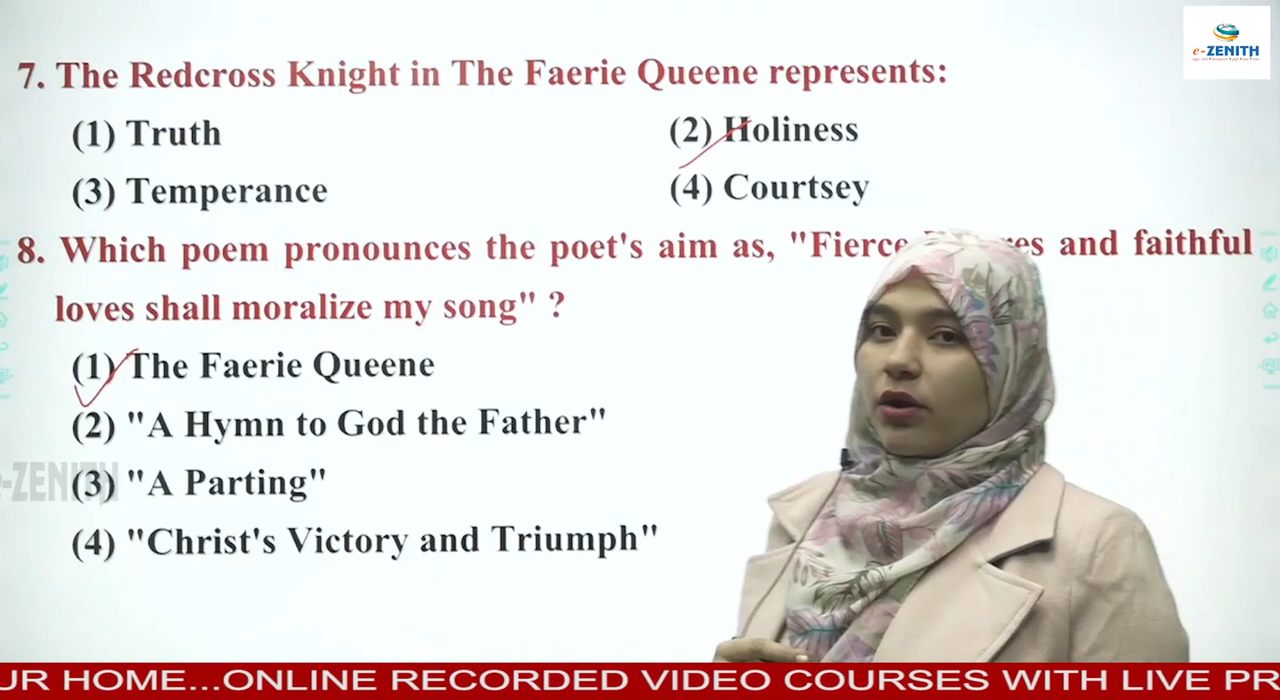 e-ZENITH
7. The Redcross Knight in The Faerie Queene represents:
(1) Truth
(2) Holiness
(3) Temperance
(4) Courtsey
8. Which poem pronounces the poet's aim as, "Fierce and faithful
loves shall moralize my song" ?
(1) The Faerie Queene
(2) "A Hymn to God the Father"
e-ZENITH
(3) "A Parting"
(4) "Christ's Victory and Triumph"
UR HOME...ONLINE RECORDED VIDEO COURSES WITH LIVE PR